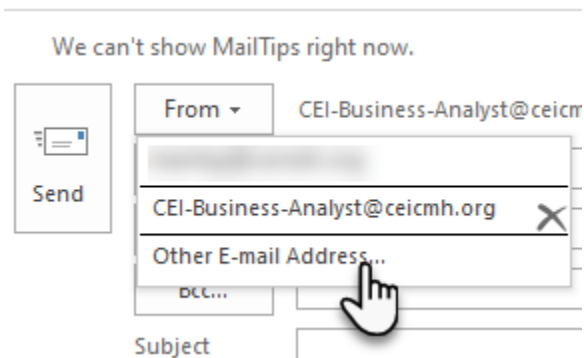 We can't show MailTips right now.
From
CEI-Business-Analyst@ceicm
Send
CEI-Business-Analyst@ceicmh.org
Other E-mail Address...
Bcc...
Subject